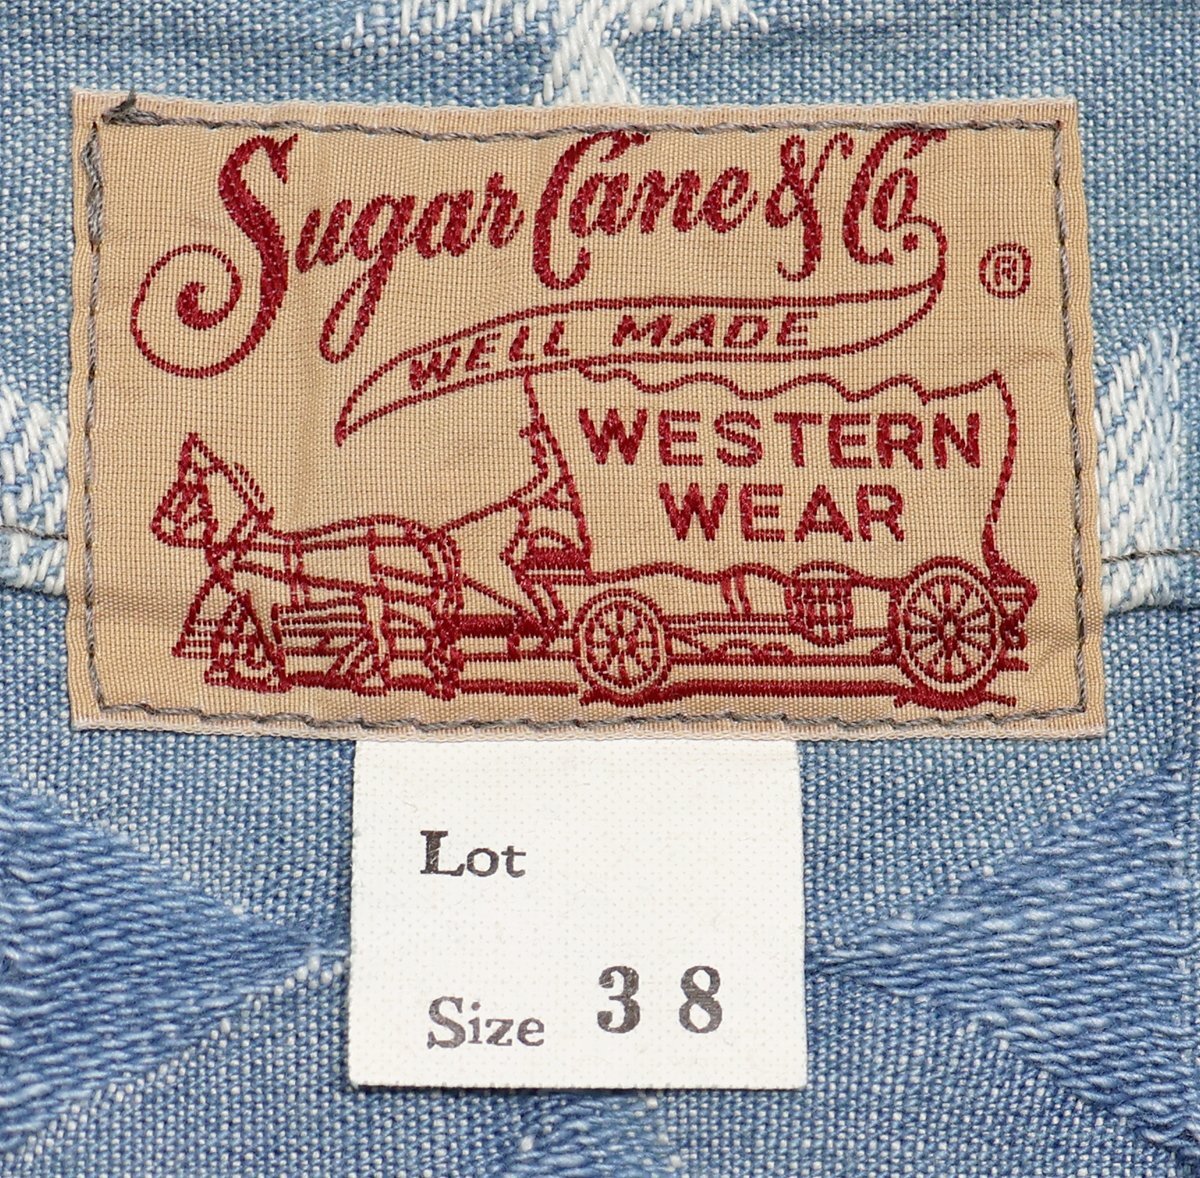 Sugar Cane & Co.
®
WELL MADE
WESTERN
WEAR
Lot
Size 38